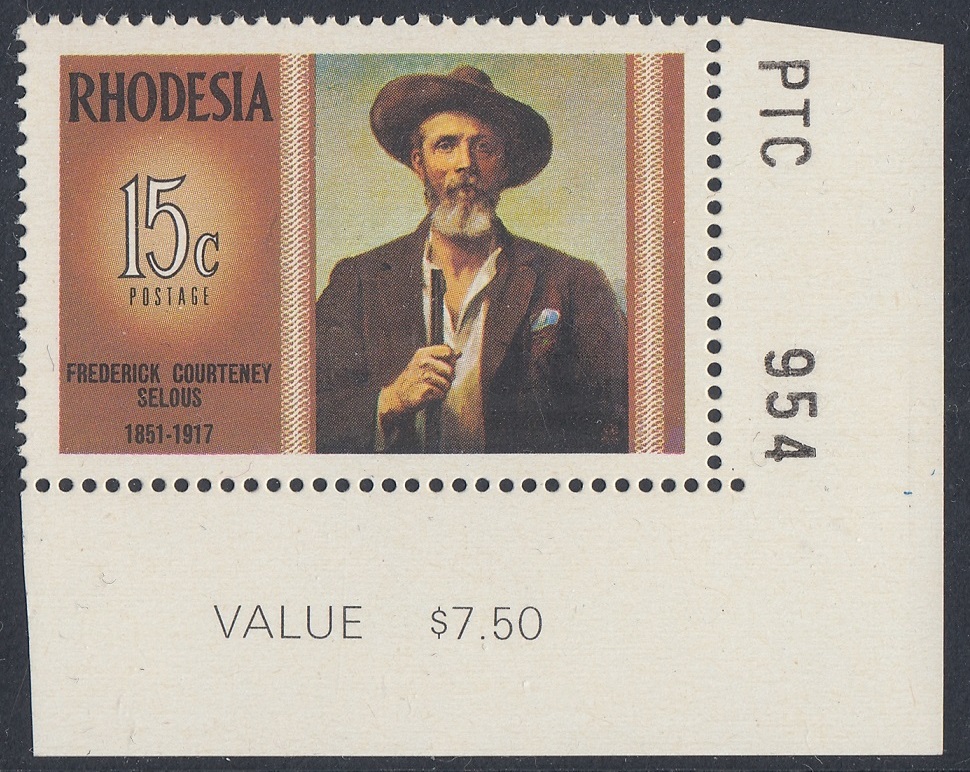 RHODESIA
15c
POSTAGE
FREDERICK COURTENEY
SELOUS
1851-1917
PTC 954
VALUE $7.50